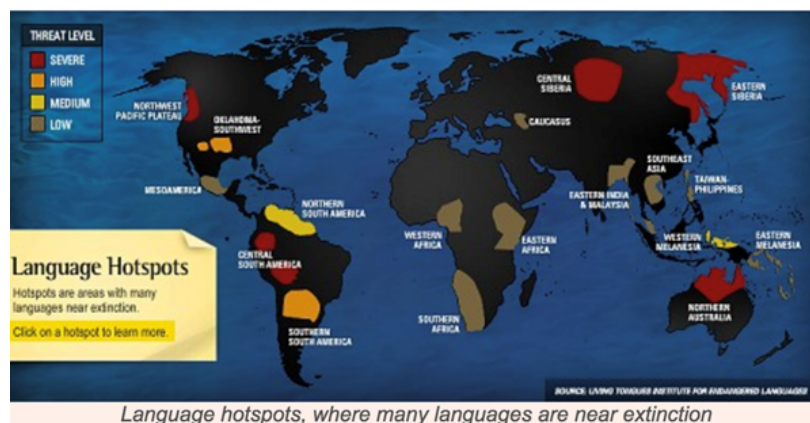 THREAT LEVEL
SEVERE
HIGH
MEDIUM
LOW
NORTHWEST
PACIFIC PLATEAU
OKLAHOMA-
SOUTHWEST
MESOAMERICA
NORTHERN
SOUTH AMERICA
CENTRAL
SOUTH AMERICA
SOUTHERN
SOUTH AMERICA
WESTERN
AFRICA
EASTERN
AFRICA
SOUTHERN
AFRICA
CAUCASUS
CENTRAL
SIBERIA
EASTERN
SIBERIA
EASTERN INDIA
& MALAYSIA
SOUTHEAST
ASIA
TAIWAN-
PHILIPPINES
WESTERN
MELANESIA
EASTERN
MELANESIA
NORTHERN
AUSTRALIA
Language Hotspots
Hotspots are areas with many
languages near extinction.
Click on a hotspot to learn more.
SOURCE: LIVING TONGUES INSTITUTE FOR ENDANGERED LANGUAGES
Language hotspots, where many languages are near extinction